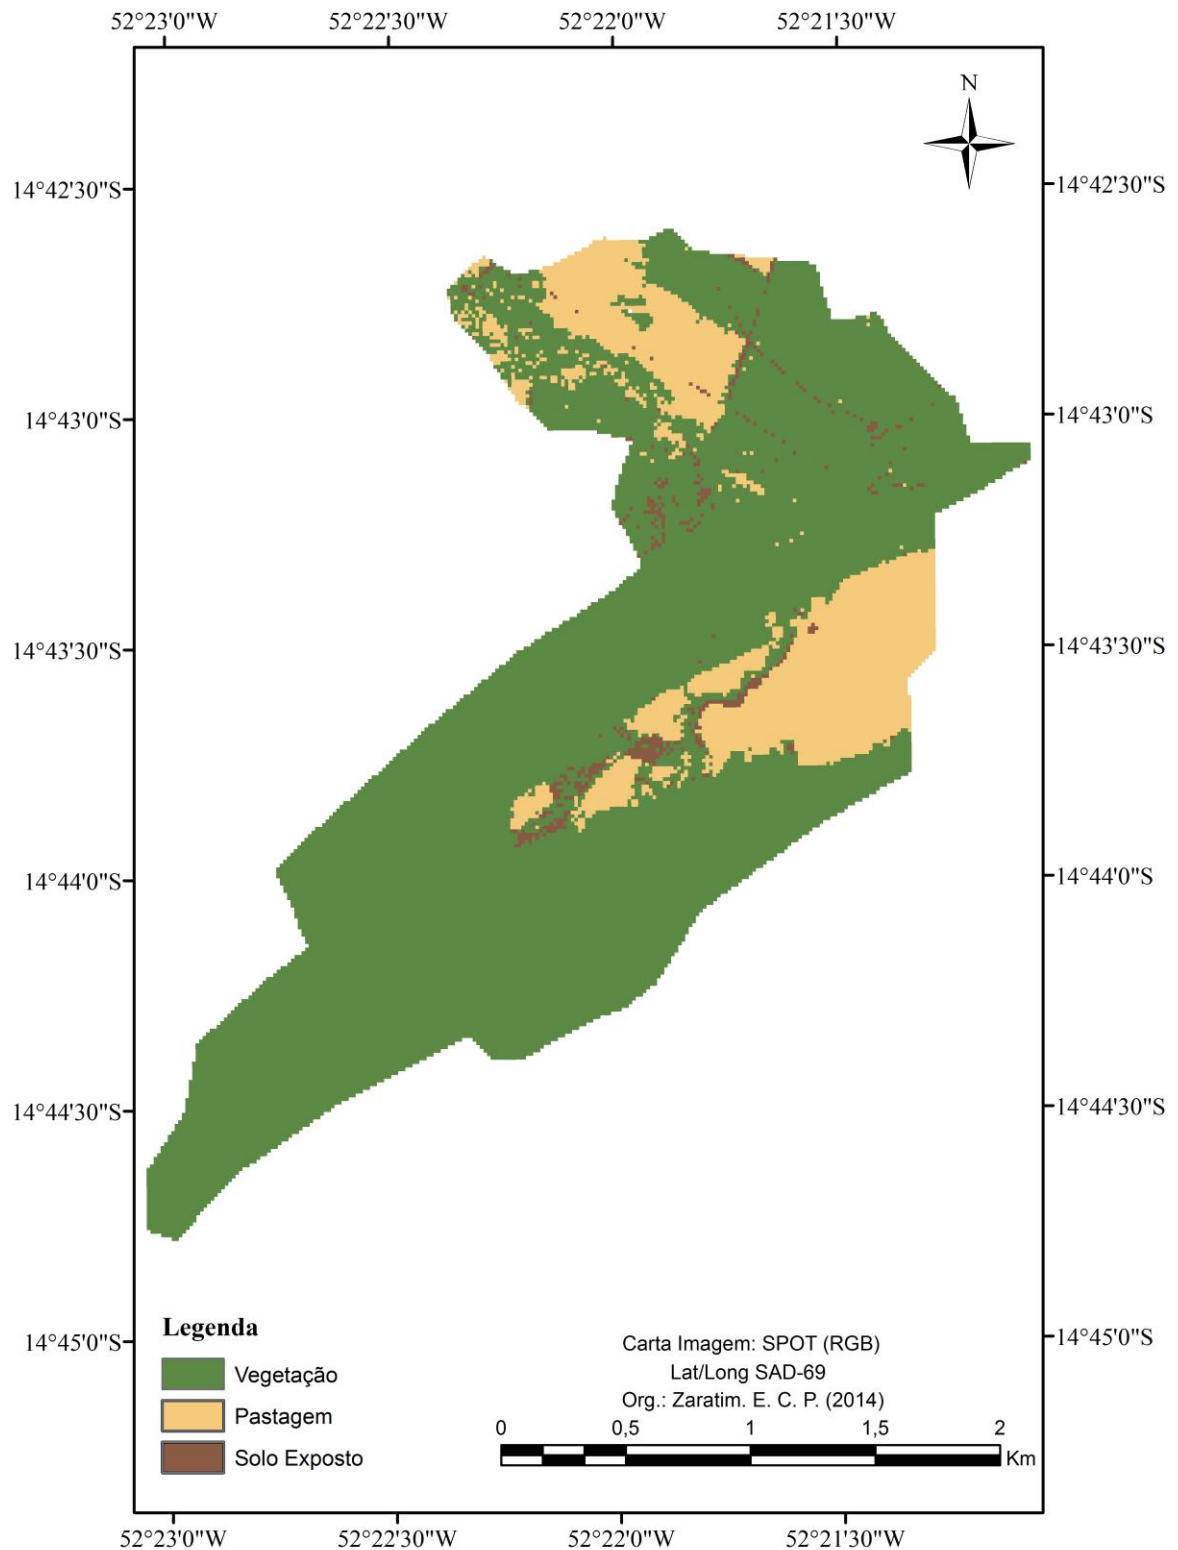 52°23'0"W 52°22'30"W 52°22'0"W 52°21'30"W
N
14°42'30"S 14°42'30"S
14°43'0"S 14°43'0"S
14°43'30"S 14°43'30"S
14°44'0"S 14°44'0"S
14°44'30"S 14°44'30"S
14°45'0"S 14°45'0"S
Legenda
Vegetação
Pastagem
Solo Exposto
Carta Imagem: SPOT (RGB)
Lat/Long SAD-69
Org.: Zaratim. E. C. P. (2014)
0 0,5 1 1,5 2
Km
52°23'0"W 52°22'30"W 52°22'0"W 52°21'30"W